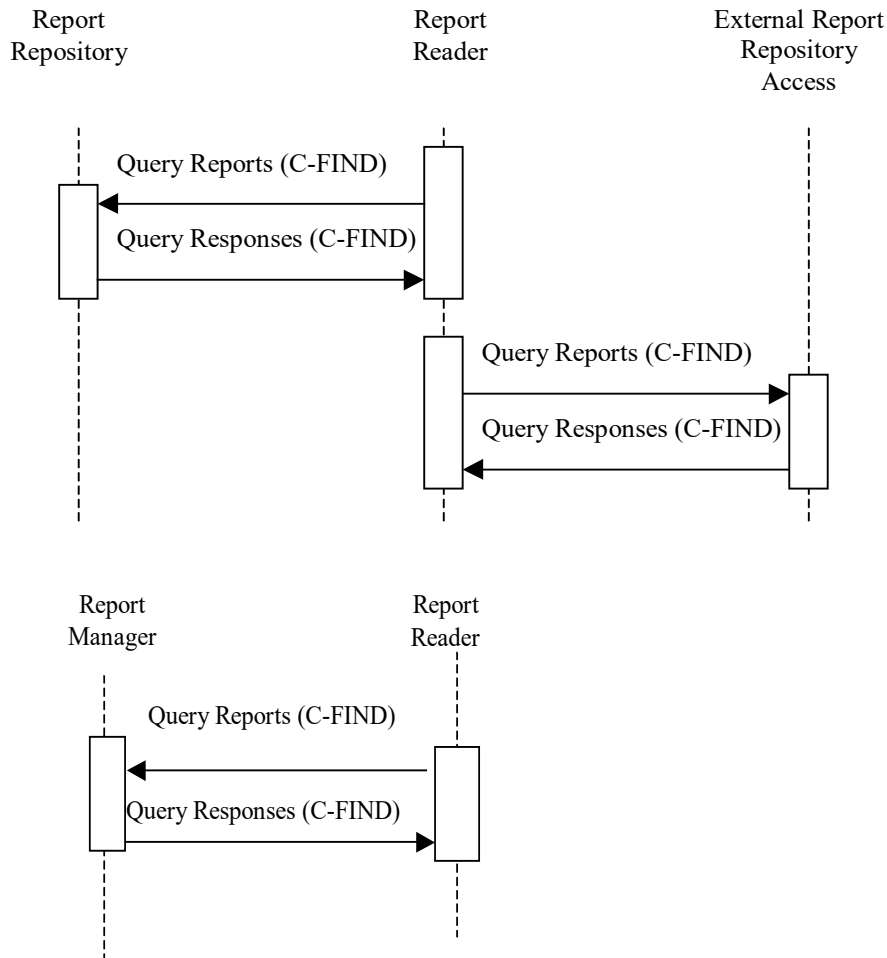 Report
Repository
Report
Reader
External Report
Repository
Access
Query Reports (C-FIND)
Query Responses (C-FIND)
Query Reports (C-FIND)
Query Responses (C-FIND)
Report
Manager
Report
Reader
Query Reports (C-FIND)
Query Responses (C-FIND)